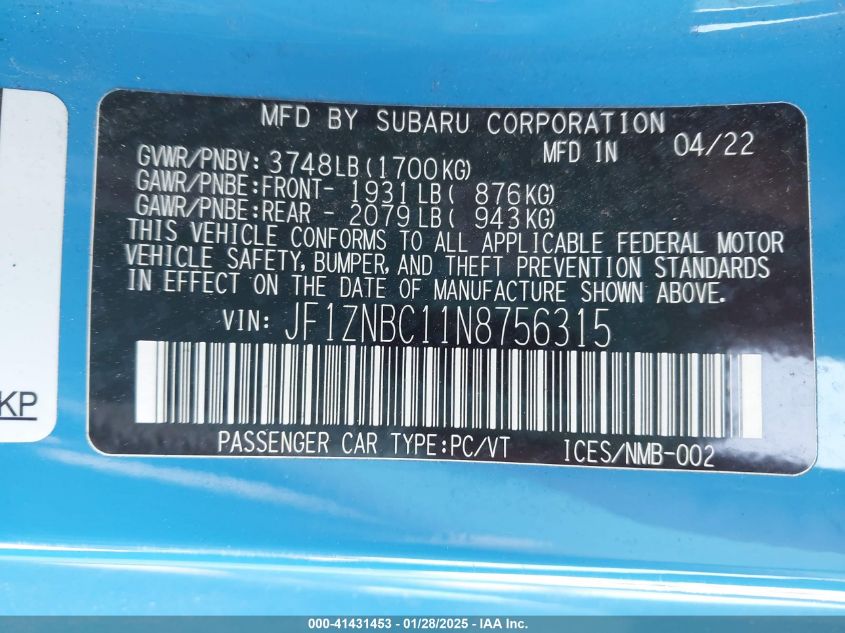 MFD BY SUBARU CORPORATION
MFD IN 04/22
GVWR/PNBV: 3748LB(1700KG)
GAWR/PNBE:FRONT- 1931LB( 876KG)
GAWR/PNBE:REAR - 2079LB( 943KG)
THIS VEHICLE CONFORMS TO ALL APPLICABLE FEDERAL MOTOR
VEHICLE SAFETY, BUMPER, AND THEFT PREVENTION STANDARDS
IN EFFECT ON THE DATE OF MANUFACTURE SHOWN ABOVE.
VIN: JF1ZNBC11N8756315
KP
PASSENGER CAR TYPE:PC/VT ICES/NMB-002
000-41431453 | 01/28/2025 | IAA Inc.